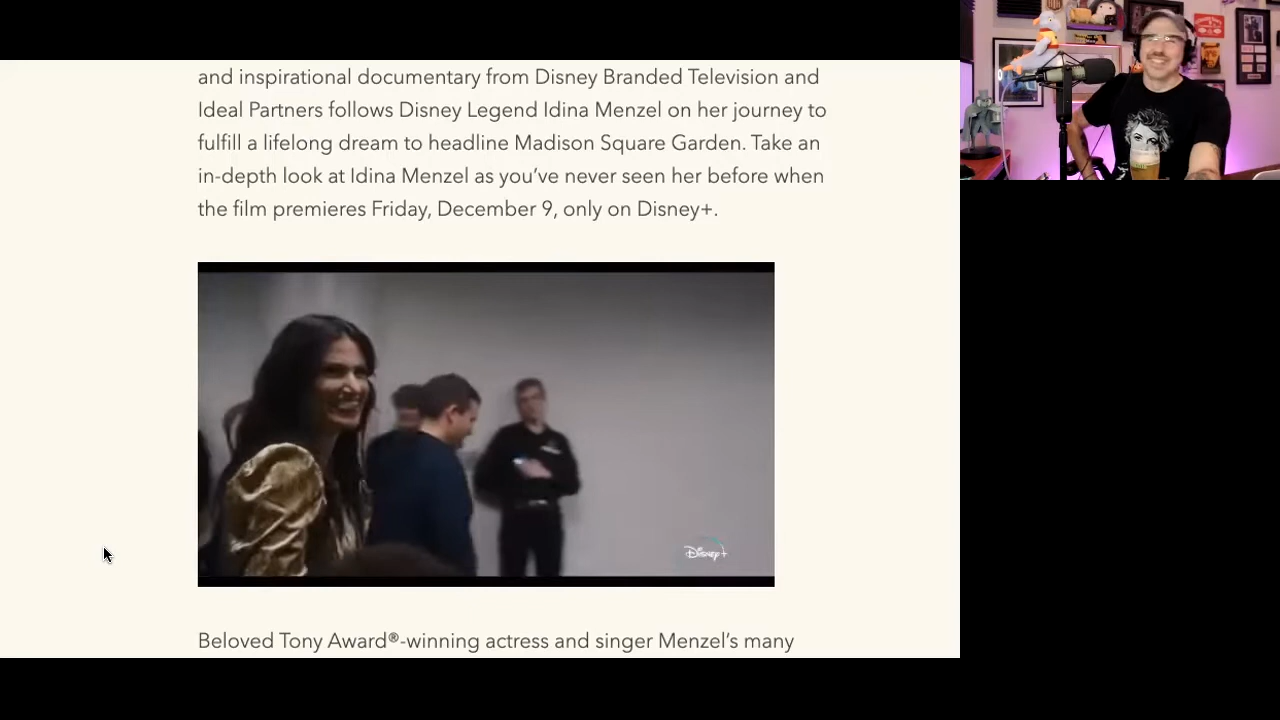 and inspirational documentary from Disney Branded Television and
Ideal Partners follows Disney Legend Idina Menzel on her journey to
fulfill a lifelong dream to headline Madison Square Garden. Take an
in-depth look at Idina Menzel as you’ve never seen her before when
the film premieres Friday, December 9, only on Disney+.
Disney+
Beloved Tony Award®-winning actress and singer Menzel’s many